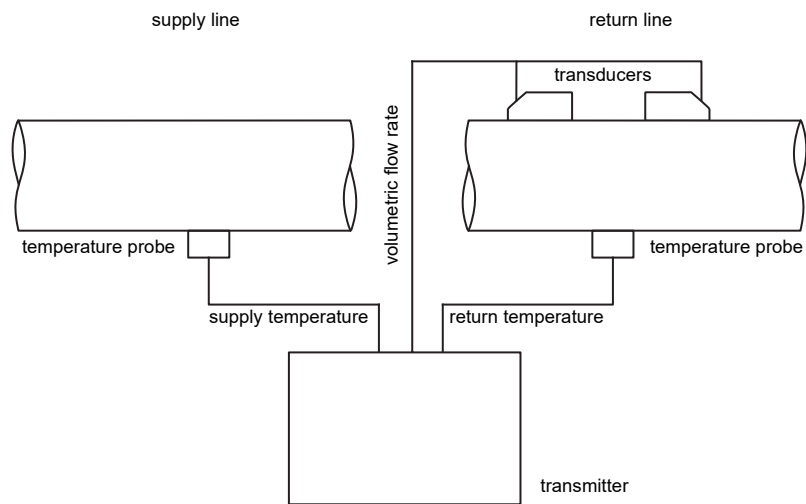 supply line
return line
transducers
volumetric flow rate
temperature probe
temperature probe
supply temperature
return temperature
transmitter